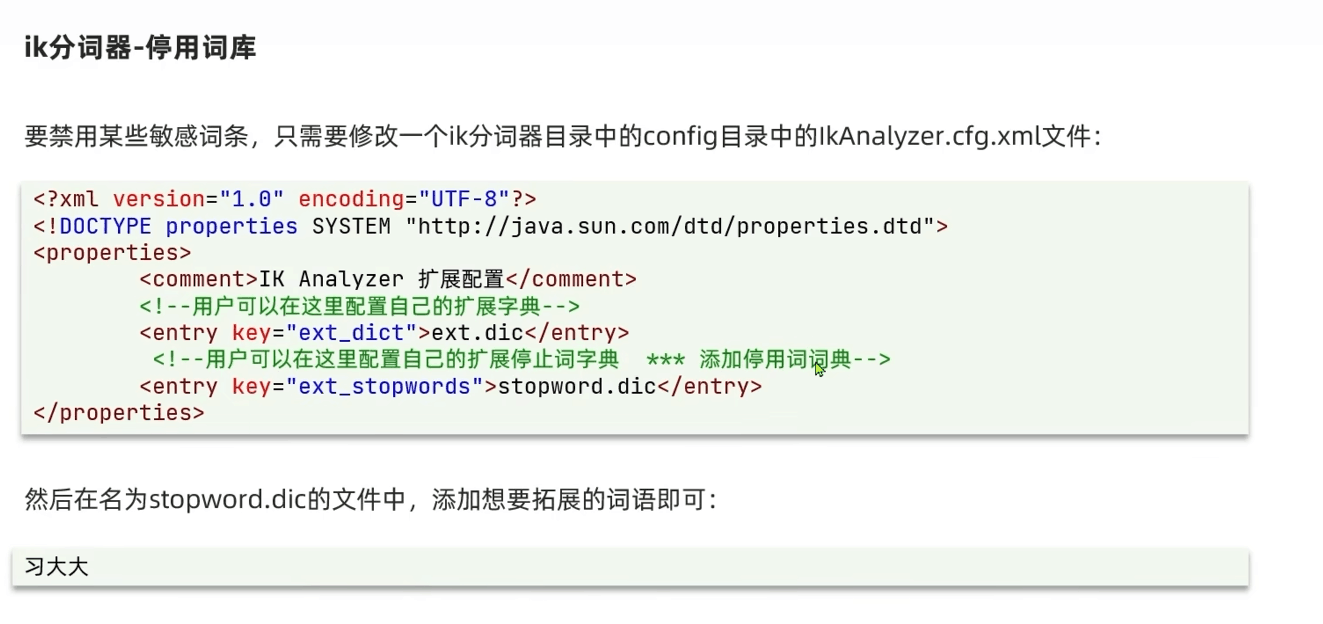 ik分词器-停用词库
要禁用某些敏感词条，只需要修改一个ik分词器目录中的config目录中的IkAnalyzer.cfg.xml文件：
<?xml version="1.0" encoding="UTF-8"?>
<!DOCTYPE properties SYSTEM "http://java.sun.com/dtd/properties.dtd">
<properties>
<comment>IK Analyzer 扩展配置</comment>
<!--用户可以在这里配置自己的扩展字典-->
<entry key="ext_dict">ext.dic</entry>
<!--用户可以在这里配置自己的扩展停止词字典  *** 添加停用词词典-->
<entry key="ext_stopwords">stopword.dic</entry>
</properties>
然后在名为stopword.dic的文件中，添加想要拓展的词语即可：
习大大